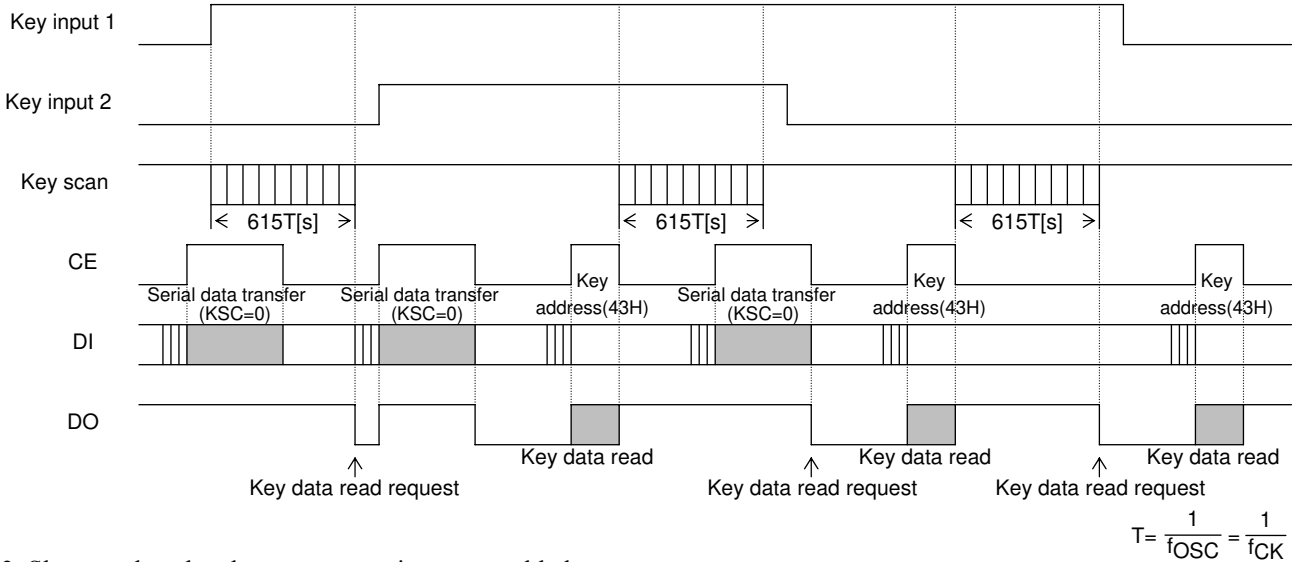 Key input 1
Key input 2
Key scan
615T[s] 615T[s] 615T[s]
CE
Key Key Key
Serial data transfer Serial data transfer address(43H) Serial data transfer address(43H) address(43H)
(KSC=0) (KSC=0) (KSC=0)
DI
DO
Key data read Key data read Key data read
Key data read request Key data read request Key data read request
T= 1/fOSC = 1/fCK